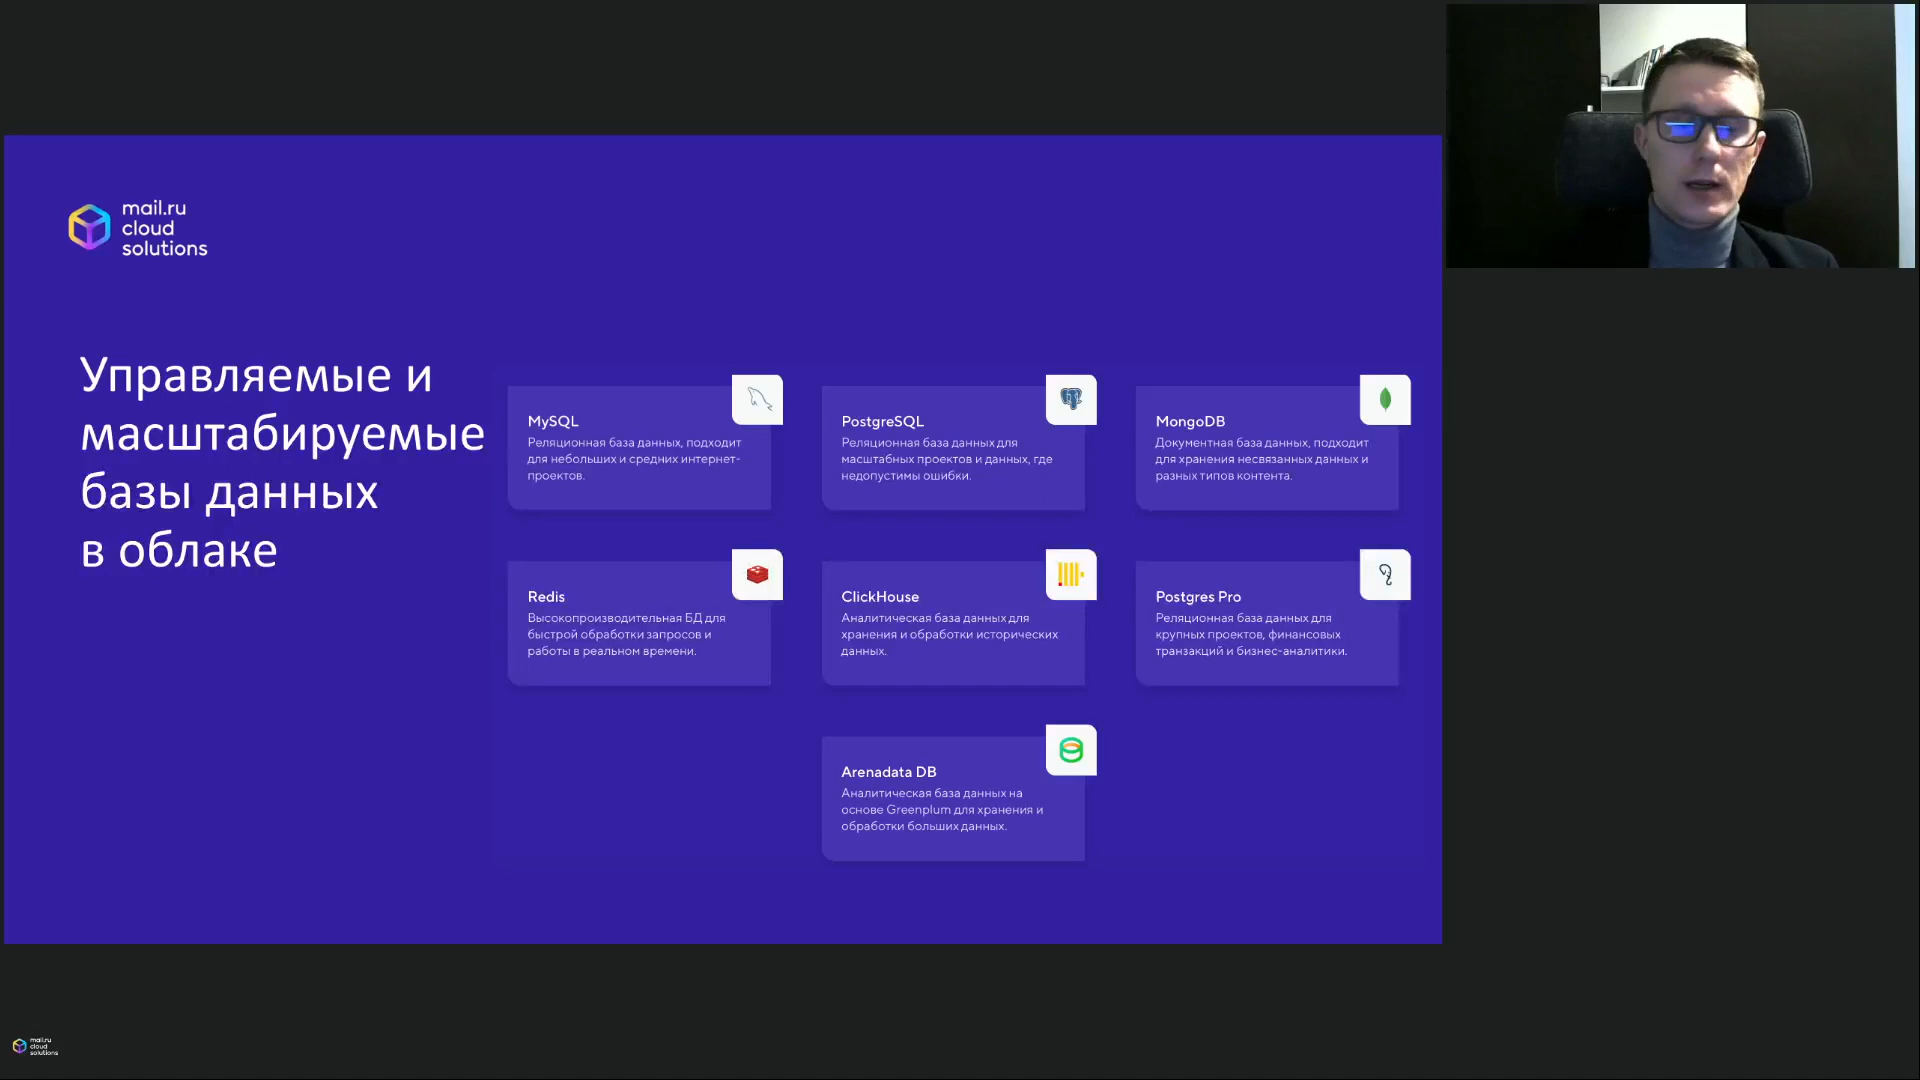 mail.ru
cloud
solutions
Управляемые и
масштабируемые
базы данных
в облаке
MySQL
Реляционная база данных, подходит
для небольших и средних интернет-
проектов.
PostgreSQL
Реляционная база данных для
масштабных проектов и данных, где
недопустимы ошибки.
MongoDB
Документная база данных, подходит
для хранения несвязанных данных и
разных типов контента.
Redis
Высокопроизводительная БД для
быстрой обработки запросов и
работы в реальном времени.
ClickHouse
Аналитическая база данных для
хранения и обработки исторических
данных.
Postgres Pro
Реляционная база данных для
крупных проектов, финансовых
транзакций и бизнес-аналитики.
Arenadata DB
Аналитическая база данных на
основе Greenplum для хранения и
обработки больших данных.
mail.ru
cloud
solutions